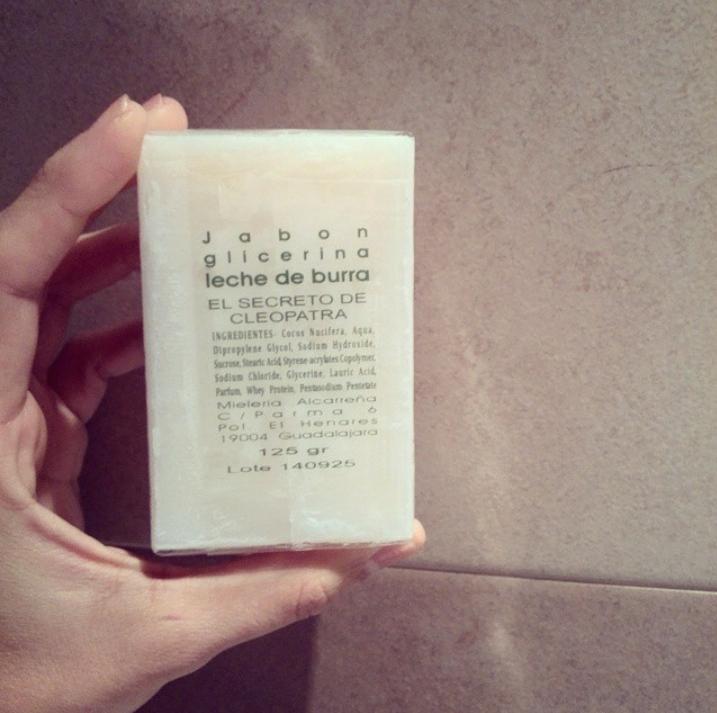 Jabon
glicerina
leche de burra
EL SECRETO DE
CLEOPATRA
INGREDIENTES- Cocos Nucifera, Aqua,
Dipropylene Glycol, Sodium Hydroxide,
Sucrose, Stearic Acid, Styrene-acrylates Copolymer,
Sodium Chloride, Glycerine, Lauric Acid,
Parfum, Whey Protein, Pentasodium Pentetate
Mieleria Alcarreña
C/Parma 6
Pol. El Henares
19004 Guadalajara
125 gr
Lote 140925